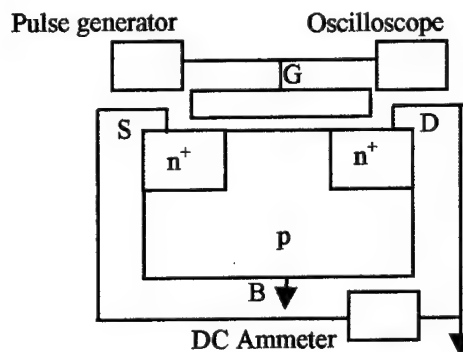 Pulse generator Oscilloscope
G
S D
n+ n+
p
B
DC Ammeter